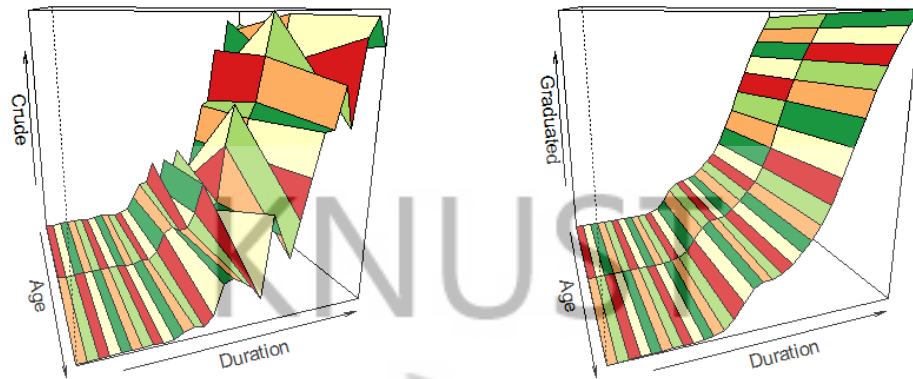 Crude
Age
Duration
Graduated
Age
Duration
KNUST